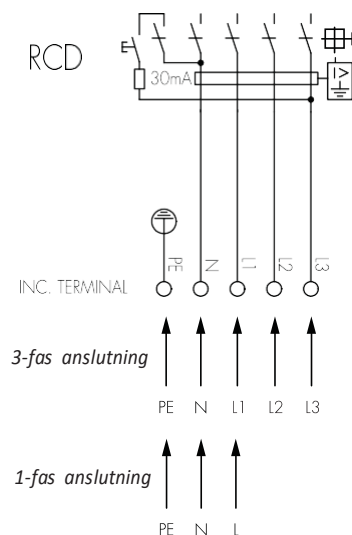 RCD
30mA
I>
PE N L1 L2 L3
INC. TERMINAL
3-fas anslutning
PE N L1 L2 L3
1-fas anslutning
PE N L